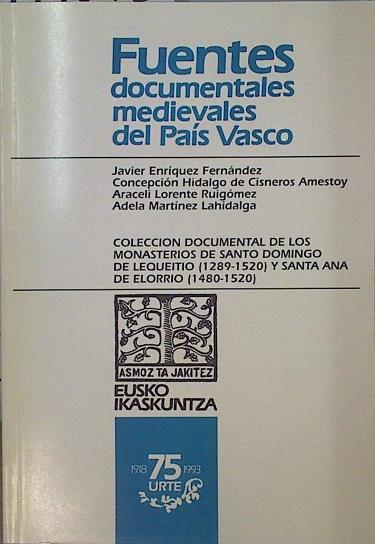 Fuentes
documentales
medievales
del País Vasco
Javier Enríquez Fernández
Concepción Hidalgo de Cisneros Amestoy
Araceli Lorente Ruigómez
Adela Martínez Lahidalga
COLECCION DOCUMENTAL DE LOS
MONASTERIOS DE SANTO DOMINGO
DE LEQUEITIO (1289-1520) Y SANTA ANA
DE ELORRIO (1480-1520)
ASMOZ TA JAKITEZ
EUSKO
IKASKUNTZA
1918 75 1993
URTE